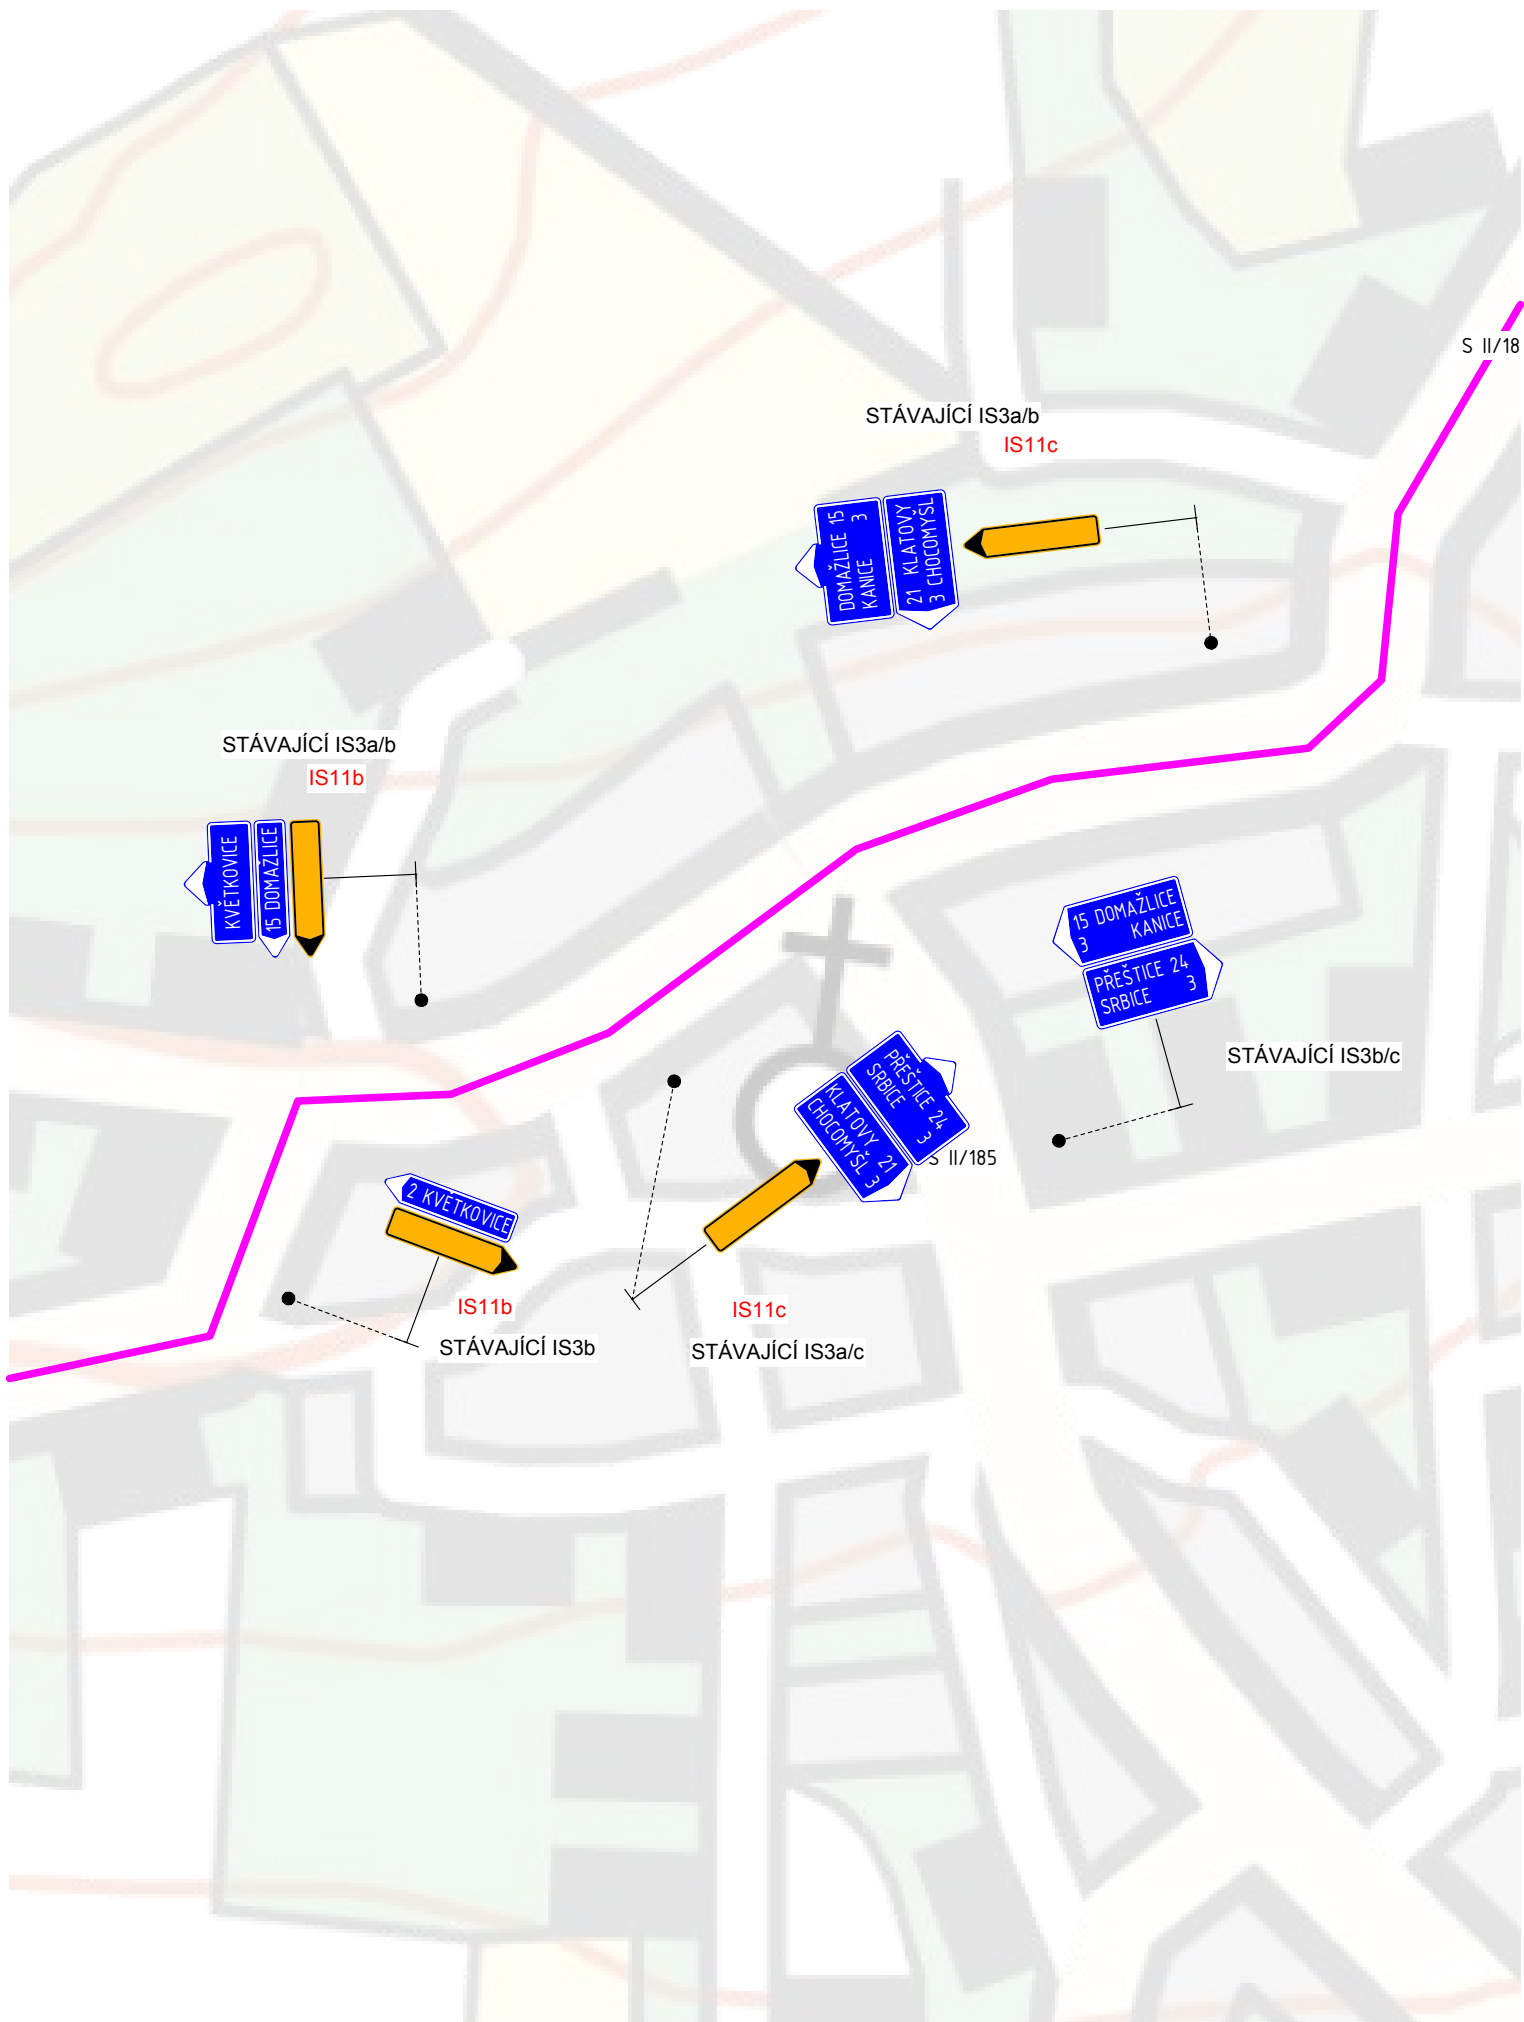 S II/18
STÁVAJÍCÍ IS3a/b
IS11c
DOMAŽLICE 15
KANICE 3
21 KLATOVY
3 CHOCOMYŠL
STÁVAJÍCÍ IS3a/b
IS11b
KVĚTKOVICE
15 DOMAŽLICE
15 DOMAŽLICE
3 KANICE
PŘEŠTICE 24
SRBICE 3
STÁVAJÍCÍ IS3b/c
PŘEŠTICE 24
SRBICE 3
KLATOVY 21
CHOCOMYŠL 3
S II/185
2 KVĚTKOVICE
IS11b
STÁVAJÍCÍ IS3b
IS11c
STÁVAJÍCÍ IS3a/c